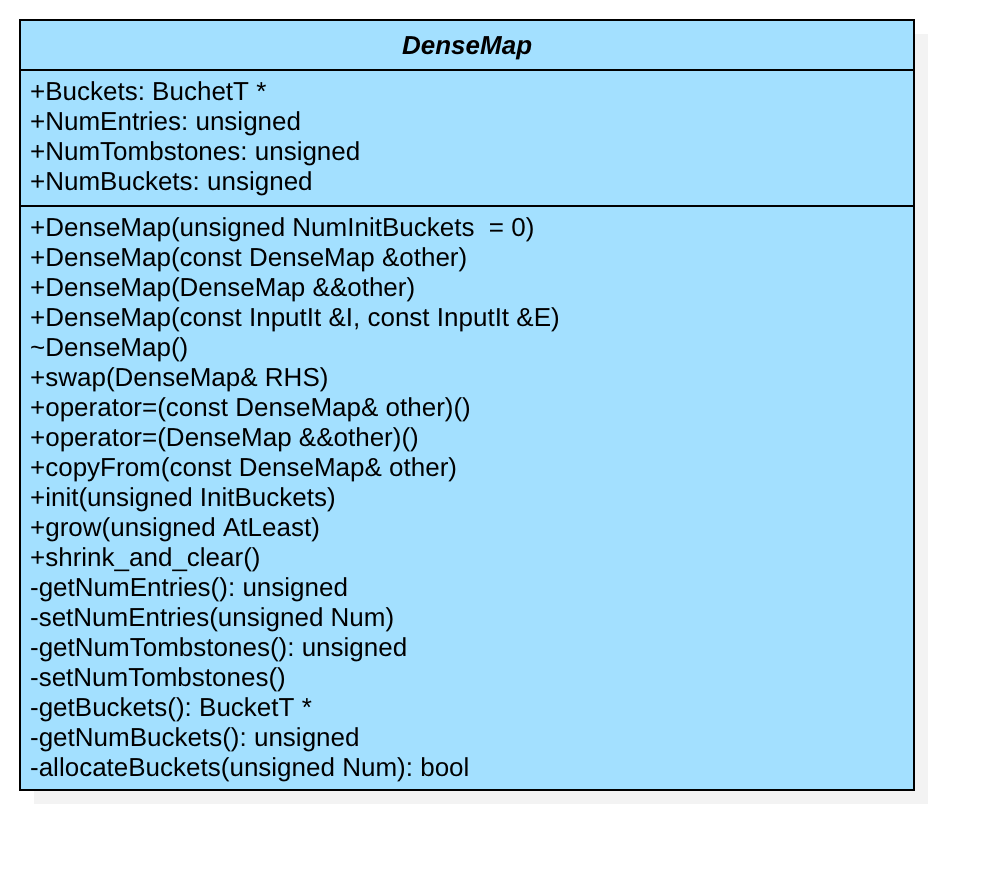 DenseMap
+Buckets: BuchetT *
+NumEntries: unsigned
+NumTombstones: unsigned
+NumBuckets: unsigned
+DenseMap(unsigned NumInitBuckets  = 0)
+DenseMap(const DenseMap &other)
+DenseMap(DenseMap &&other)
+DenseMap(const InputIt &I, const InputIt &E)
~DenseMap()
+swap(DenseMap& RHS)
+operator=(const DenseMap& other)()
+operator=(DenseMap &&other)()
+copyFrom(const DenseMap& other)
+init(unsigned InitBuckets)
+grow(unsigned AtLeast)
+shrink_and_clear()
-getNumEntries(): unsigned
-setNumEntries(unsigned Num)
-getNumTombstones(): unsigned
-setNumTombstones()
-getBuckets(): BucketT *
-getNumBuckets(): unsigned
-allocateBuckets(unsigned Num): bool